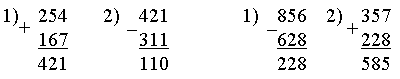 1) + 254 2) − 421 1) − 856 2) + 357
167 311 628 228
421 110 228 585